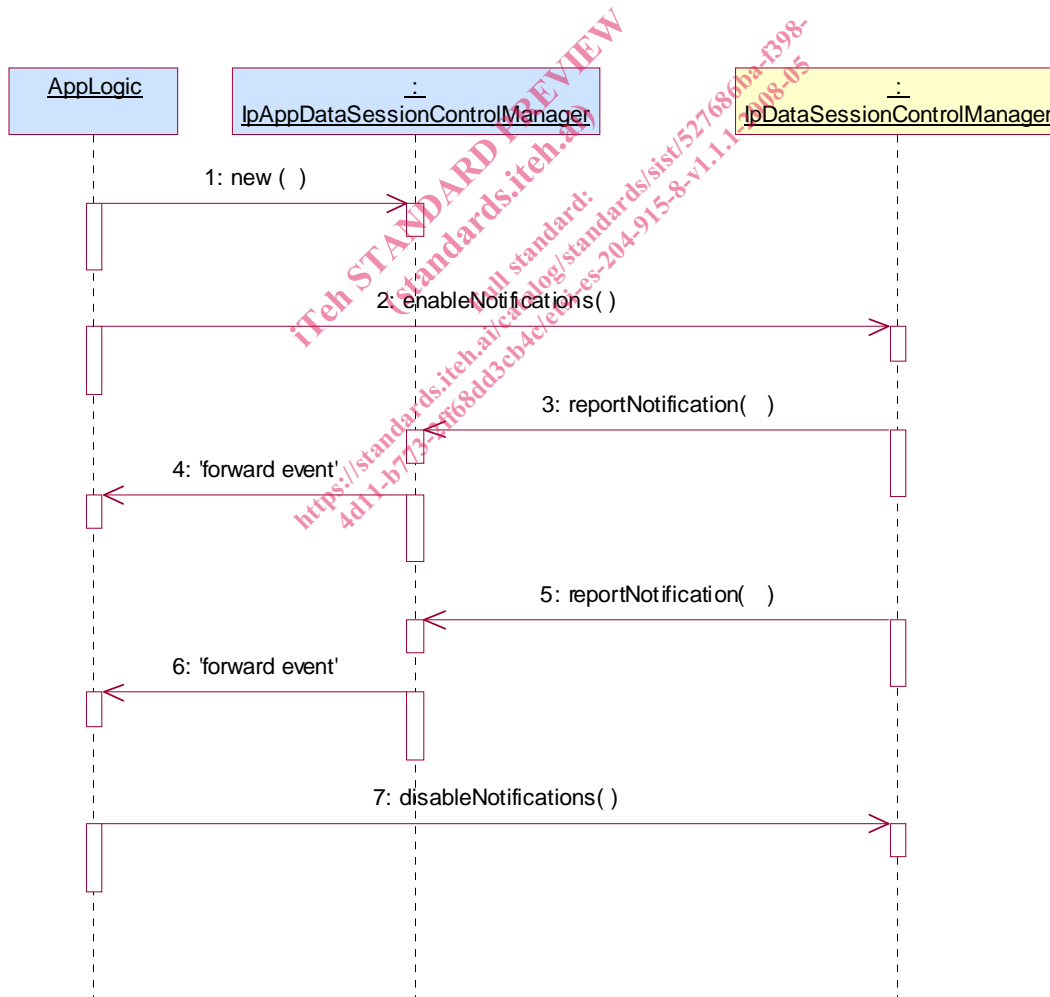 AppLogic
:
IpAppDataSessionControlManager
:
IpDataSessionControlManager
1: new ( )
2: enableNotifications( )
3: reportNotification( )
4: 'forward event'
5: reportNotification( )
6: 'forward event'
7: disableNotifications( )
iTeh STANDARD PREVIEW
(standards.iteh.ai)
Full standard:
https://standards.iteh.ai/catalog/standards/sist/527686ba-f398-
4d11-b773-2ff68dd3cb4c/etsi-es-204-915-8-v1.1.1-2008-05